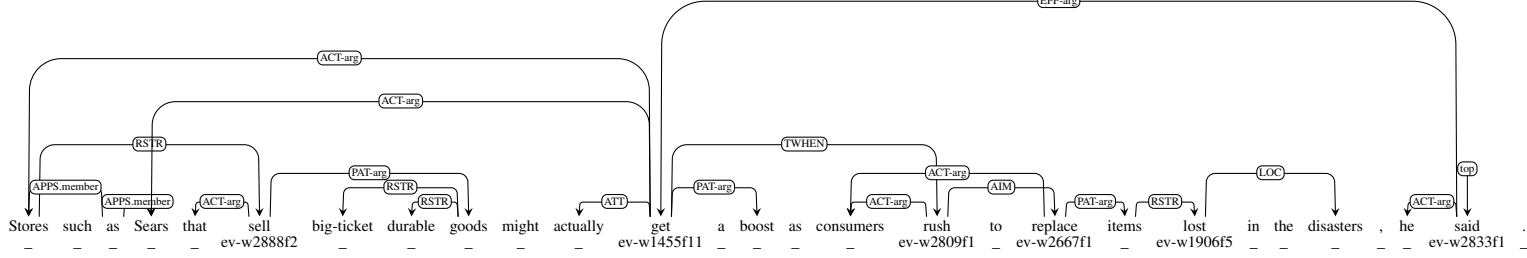 EFF-arg
ACT-arg
ACT-arg
RSTR TWHEN
PAT-arg ACT-arg LOC top
APPS.member RSTR PAT-arg AIM
APPS.member ACT-arg RSTR ATT ACT-arg PAT-arg RSTR ACT-arg
Stores such as Sears that sell big-ticket durable goods might actually get a boost as consumers rush to replace items lost in the disasters , he said .
_ _ _ _ _ ev-w2888f2 _ _ _ _ _ ev-w1455f11 _ _ _ _ ev-w2809f1 _ ev-w2667f1 _ ev-w1906f5 _ _ _ _ _ ev-w2833f1 _